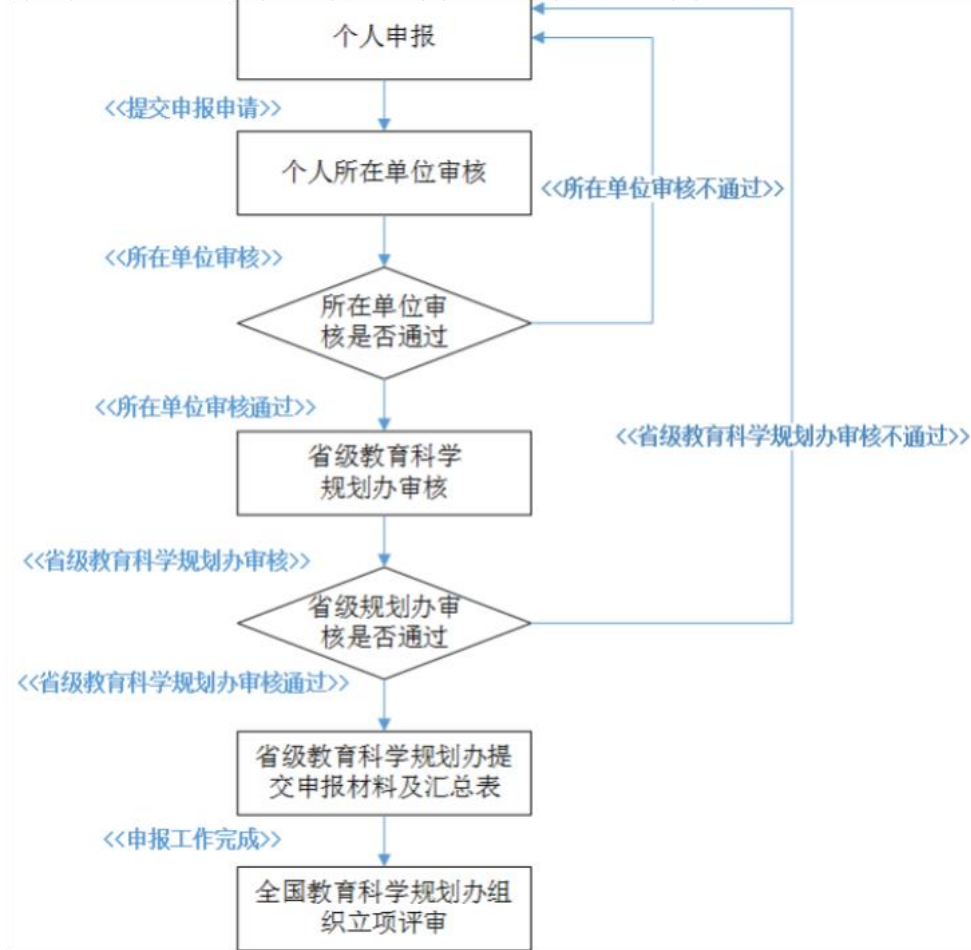 个人申报
<<提交申报申请>>
个人所在单位审核
<<所在单位审核不通过>>
<<所在单位审核>>
所在单位审
核是否通过
<<所在单位审核通过>>
<<省级教育科学规划办审核不通过>>
省级教育科学
规划办审核
<<省级教育科学规划办审核>>
省级规划办审
核是否通过
<<省级教育科学规划办审核通过>>
省级教育科学规划办提
交申报材料及汇总表
<<申报工作完成>>
全国教育科学规划办组
织立项评审